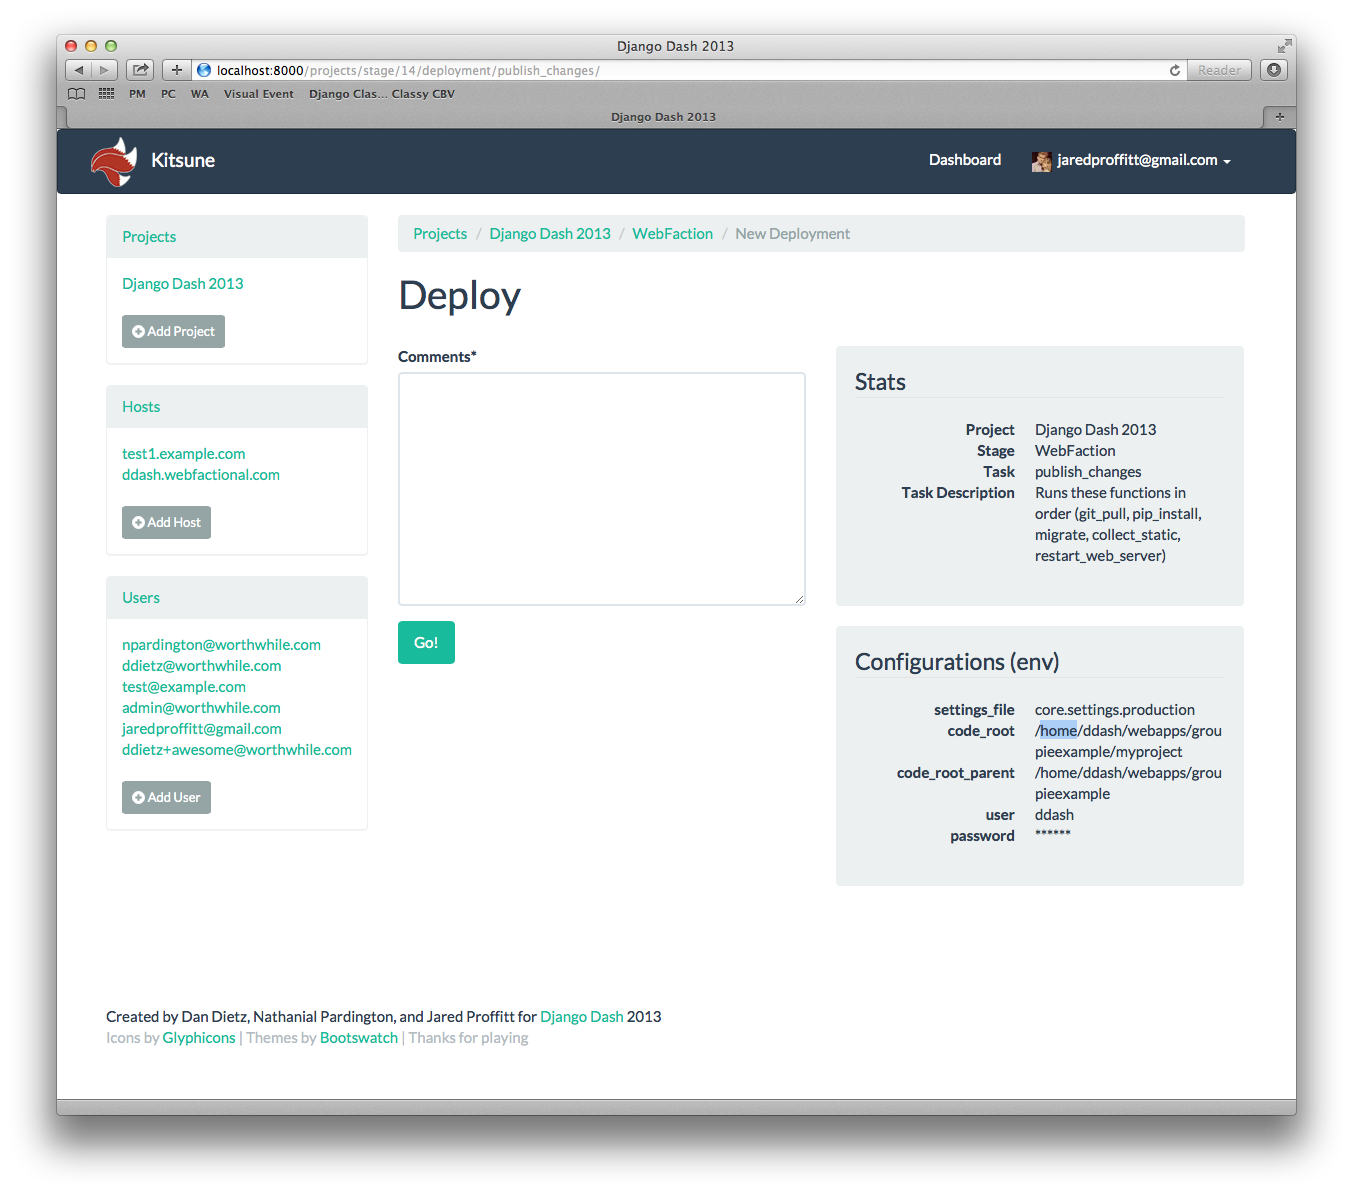 Django Dash 2013
localhost:8000/projects/stage/14/deployment/publish_changes/
Reader
PM PC WA Visual Event Django Clas... Classy CBV
Django Dash 2013
Kitsune
Dashboard
jaredproffitt@gmail.com
Projects
Django Dash 2013
Add Project
Hosts
test1.example.com
ddash.webfactional.com
Add Host
Users
npardington@worthwhile.com
ddietz@worthwhile.com
test@example.com
admin@worthwhile.com
jaredproffitt@gmail.com
ddietz+awesome@worthwhile.com
Add User
Projects / Django Dash 2013 / WebFaction / New Deployment
Deploy
Comments*
Go!
Stats
Project Django Dash 2013
Stage WebFaction
Task publish_changes
Task Description Runs these functions in
order (git_pull, pip_install,
migrate, collect_static,
restart_web_server)
Configurations (env)
settings_file core.settings.production
code_root /home/ddash/webapps/grou
pieexample/myproject
code_root_parent /home/ddash/webapps/grou
pieexample
user ddash
password ******
Created by Dan Dietz, Nathanial Pardington, and Jared Proffitt for Django Dash 2013
Icons by Glyphicons | Themes by Bootswatch | Thanks for playing